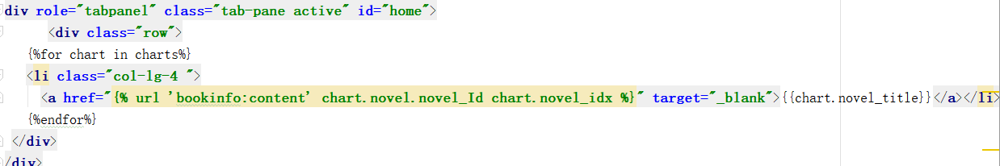 div role="tabpanel" class="tab-pane active" id="home">
<div class="row">
{%for chart in charts%}
<li class="col-lg-4 ">
<a href="{% url 'bookinfo:content' chart.novel.novel_Id chart.novel_idx %}" target="_blank">{{chart.novel_title}}</a></li>
{%endfor%}
</div>
/div>